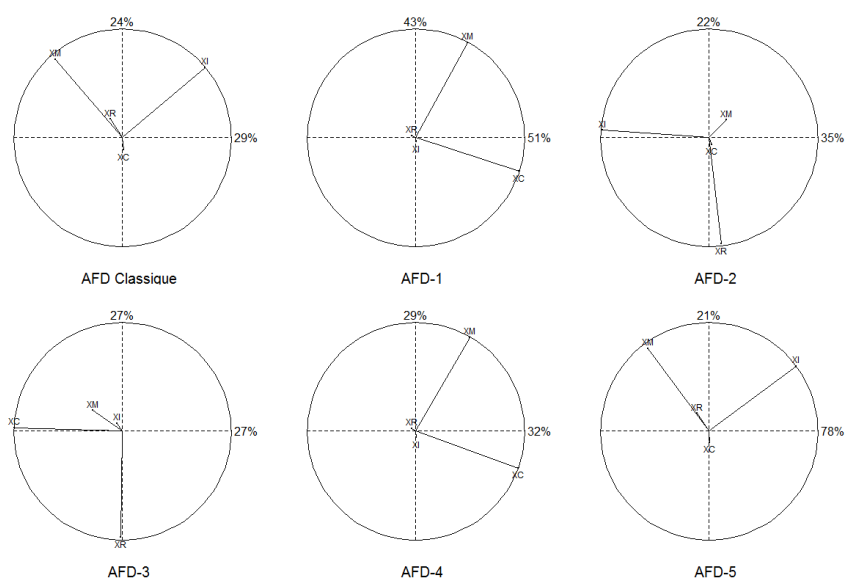 24%
XM
XI
XR
29%
XC
AFD Classique
43%
XM
XR
51%
XI
XC
AFD-1
22%
XM
XI
35%
XC
XR
AFD-2
27%
XM
XI
XC
27%
XR
AFD-3
29%
XM
XR
32%
XI
XC
AFD-4
21%
XM
XI
XR
78%
XC
AFD-5